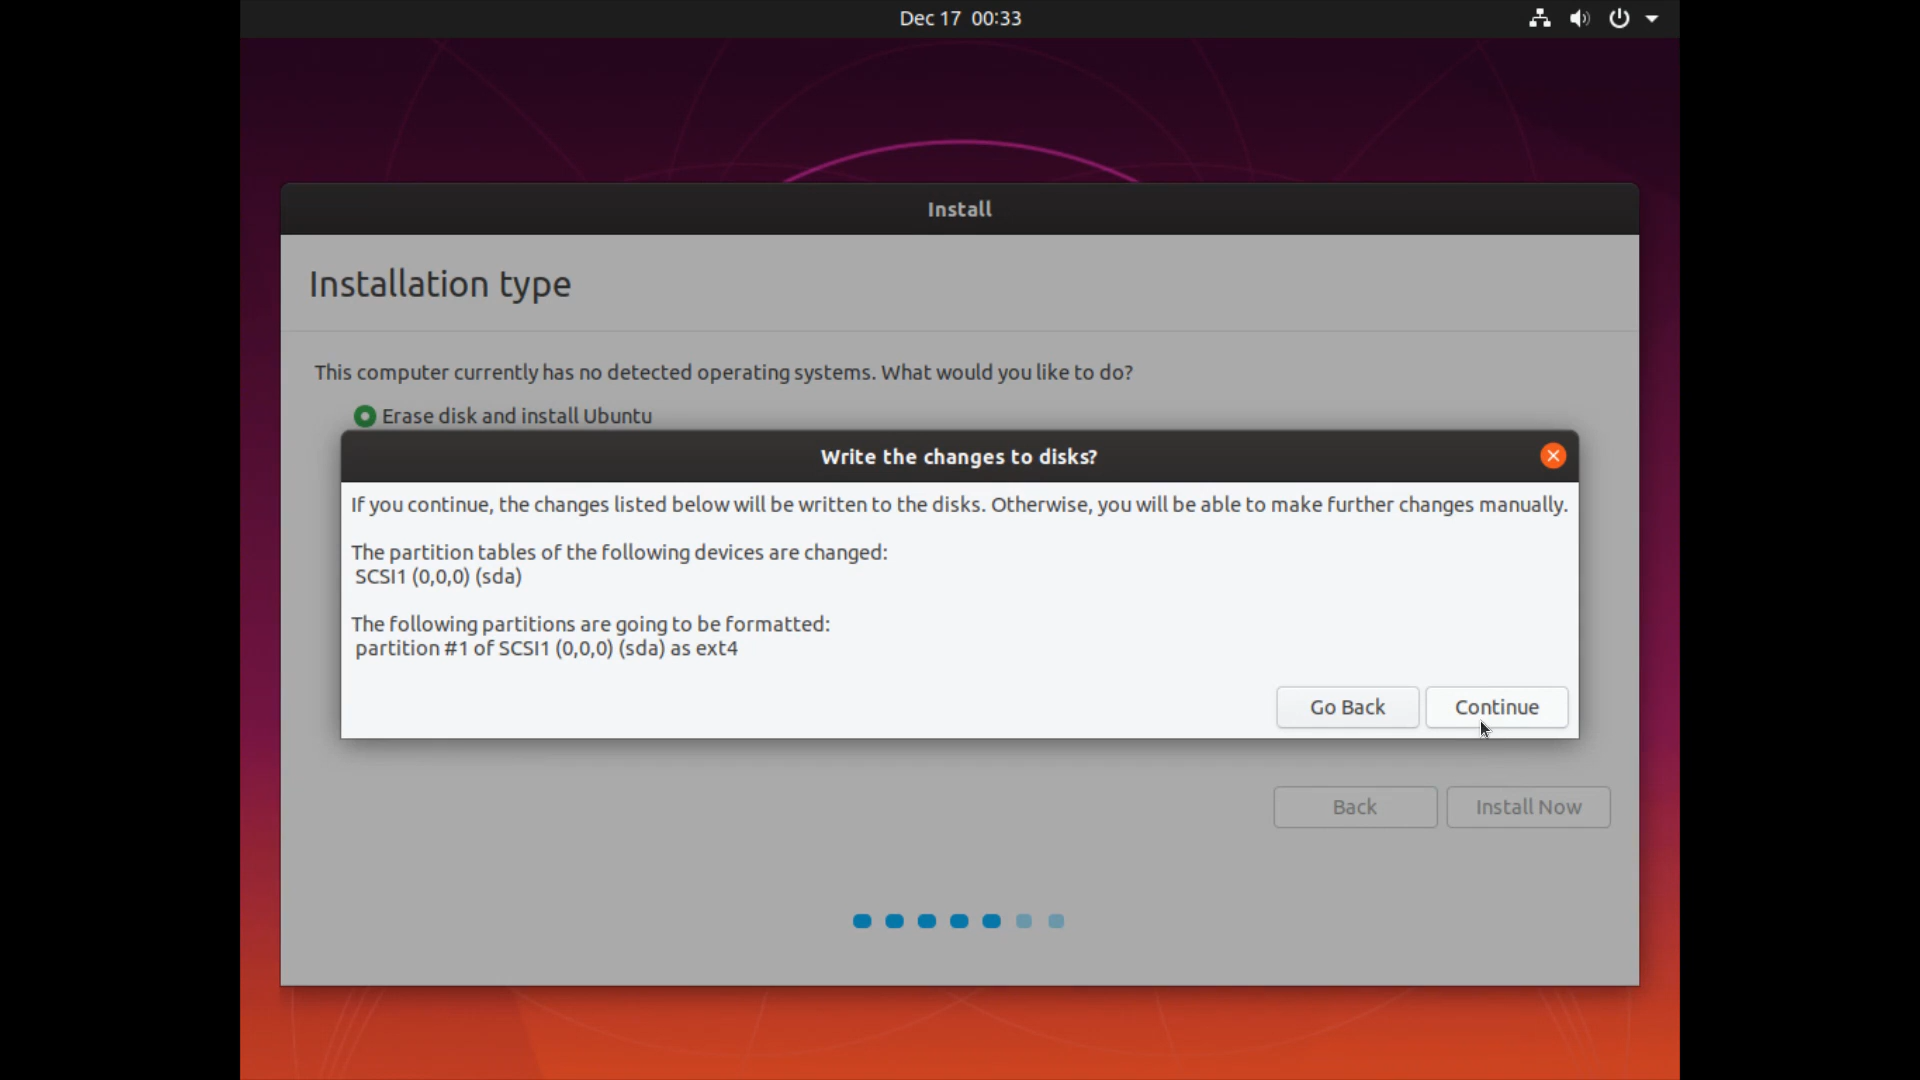 Dec 17 00:33
Install
Installation type
This computer currently has no detected operating systems. What would you like to do?
Erase disk and install Ubuntu
Write the changes to disks?
If you continue, the changes listed below will be written to the disks. Otherwise, you will be able to make further changes manually.
The partition tables of the following devices are changed:
SCSI1 (0,0,0) (sda)
The following partitions are going to be formatted:
partition #1 of SCSI1 (0,0,0) (sda) as ext4
Go Back
Continue
Back
Install Now